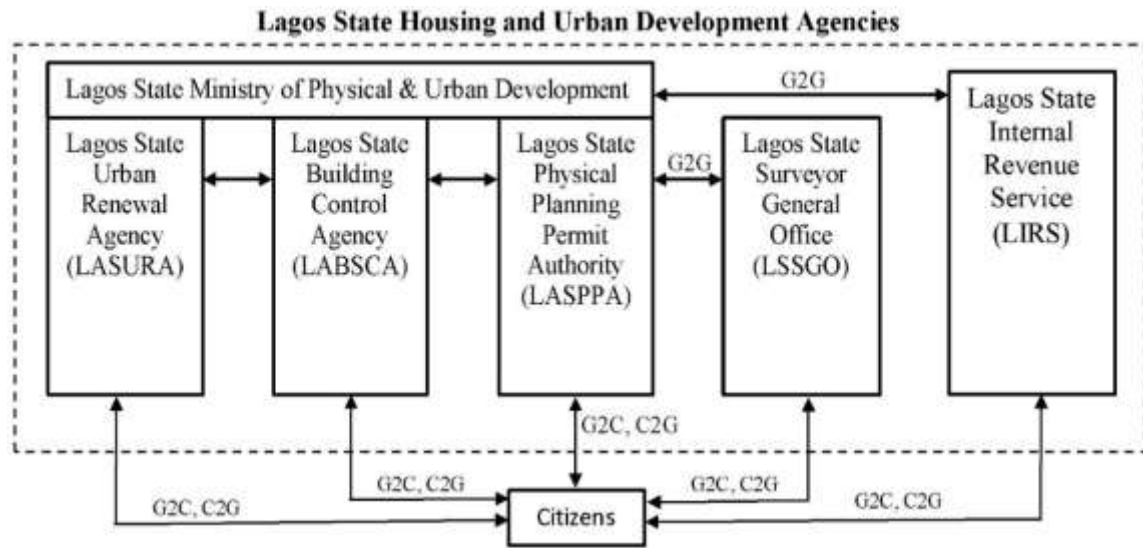 Lagos State Housing and Urban Development Agencies
Lagos State Ministry of Physical & Urban Development
G2G
Lagos State
Urban
Renewal
Agency
(LASURA)
Lagos State
Building
Control
Agency
(LABSCA)
Lagos State
Physical
Planning
Permit
Authority
(LASPPA)
G2G
Lagos State
Surveyor
General
Office
(LSSGO)
Lagos State
Internal
Revenue
Service
(LIRS)
G2C, C2G
G2C, C2G
G2C, C2G
G2C, C2G
G2C, C2G
Citizens